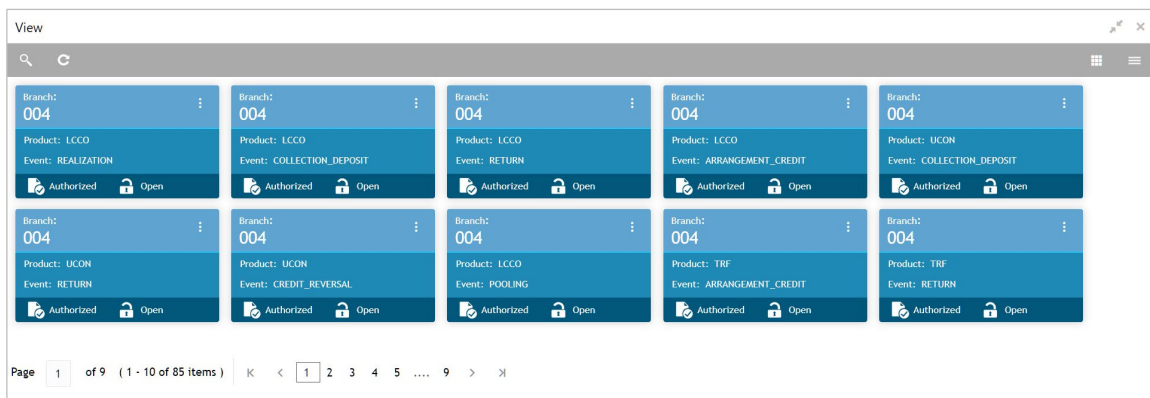 View
Branch:
004
Product: LCCO
Event: REALIZATION
Authorized Open
Branch:
004
Product: LCCO
Event: COLLECTION_DEPOSIT
Authorized Open
Branch:
004
Product: LCCO
Event: RETURN
Authorized Open
Branch:
004
Product: LCCO
Event: ARRANGEMENT_CREDIT
Authorized Open
Branch:
004
Product: UCON
Event: COLLECTION_DEPOSIT
Authorized Open
Branch:
004
Product: UCON
Event: RETURN
Authorized Open
Branch:
004
Product: UCON
Event: CREDIT_REVERSAL
Authorized Open
Branch:
004
Product: LCCO
Event: POOLING
Authorized Open
Branch:
004
Product: TRF
Event: ARRANGEMENT_CREDIT
Authorized Open
Branch:
004
Product: TRF
Event: RETURN
Authorized Open
Page 1 of 9 ( 1 - 10 of 85 items ) 1 2 3 4 5 .... 9